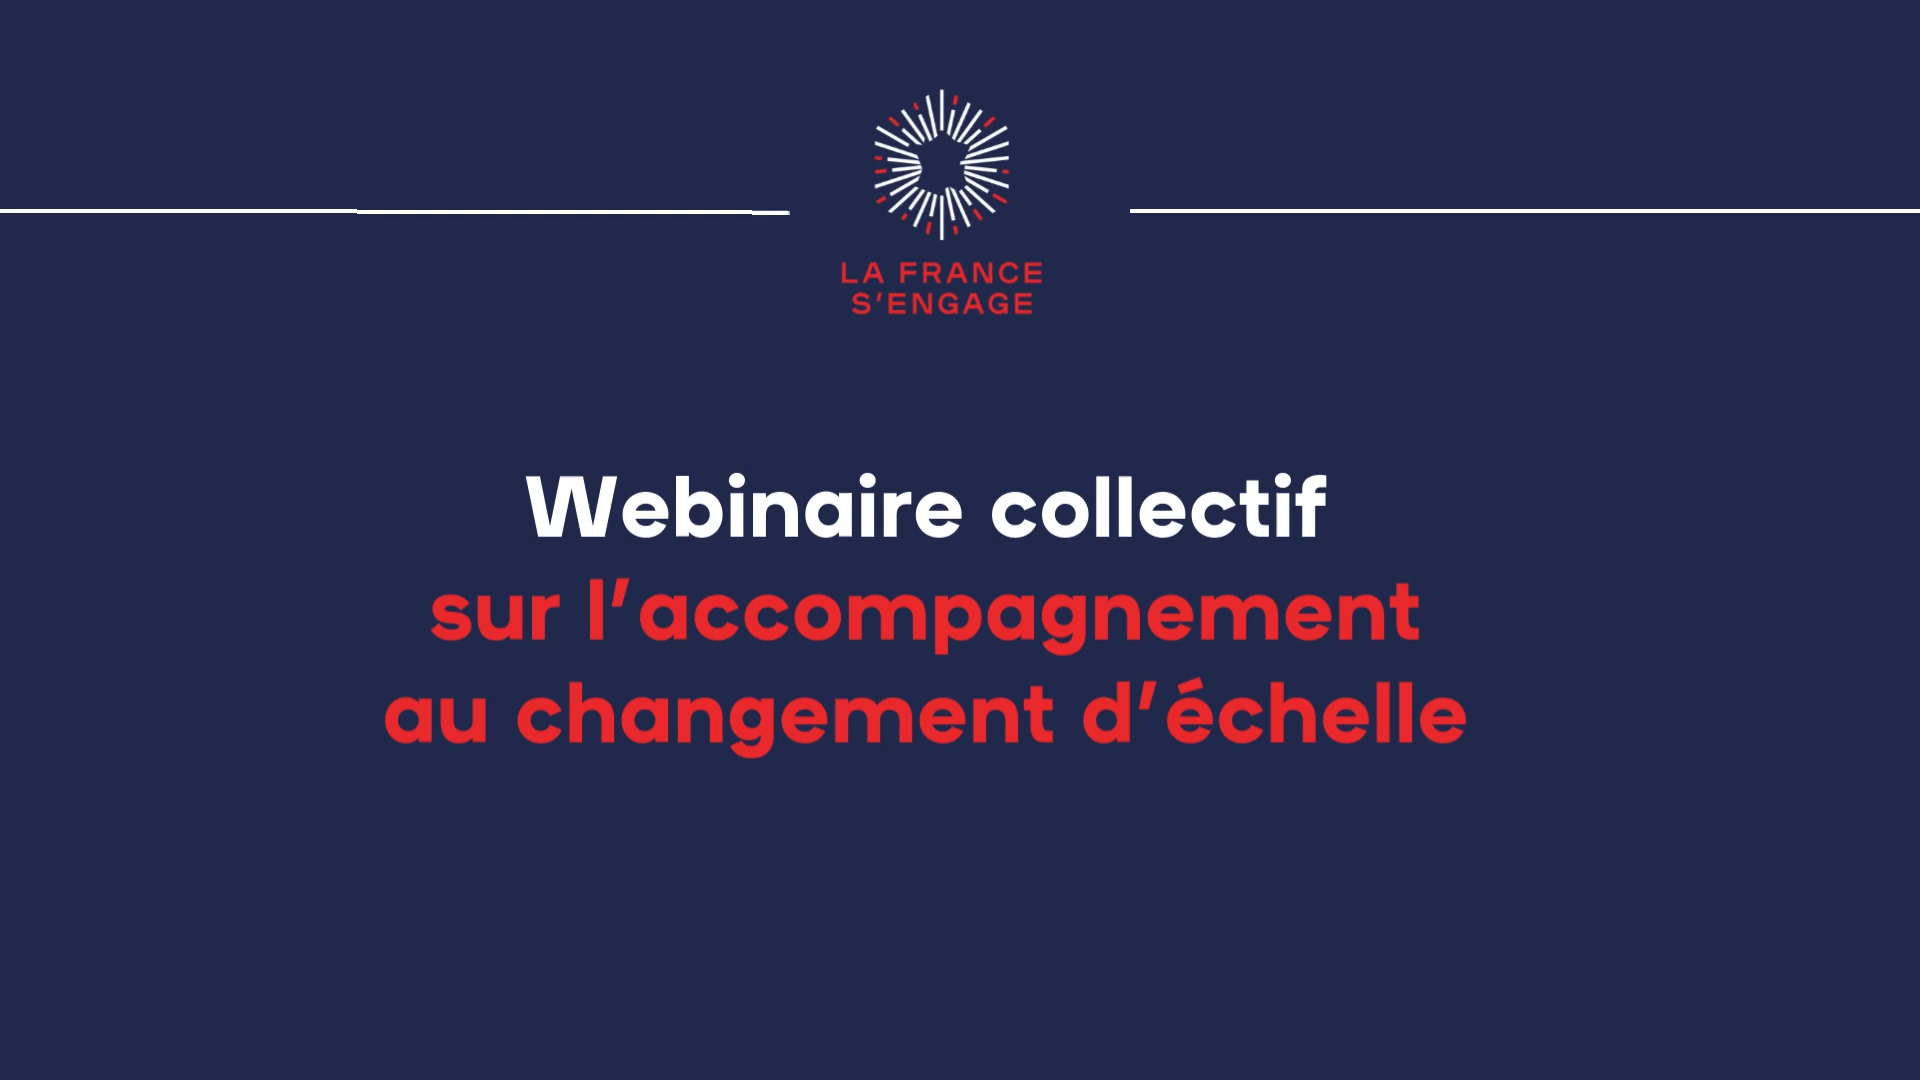 LA FRANCE
S’ENGAGE
Webinaire collectif
sur l’accompagnement
au changement d’échelle